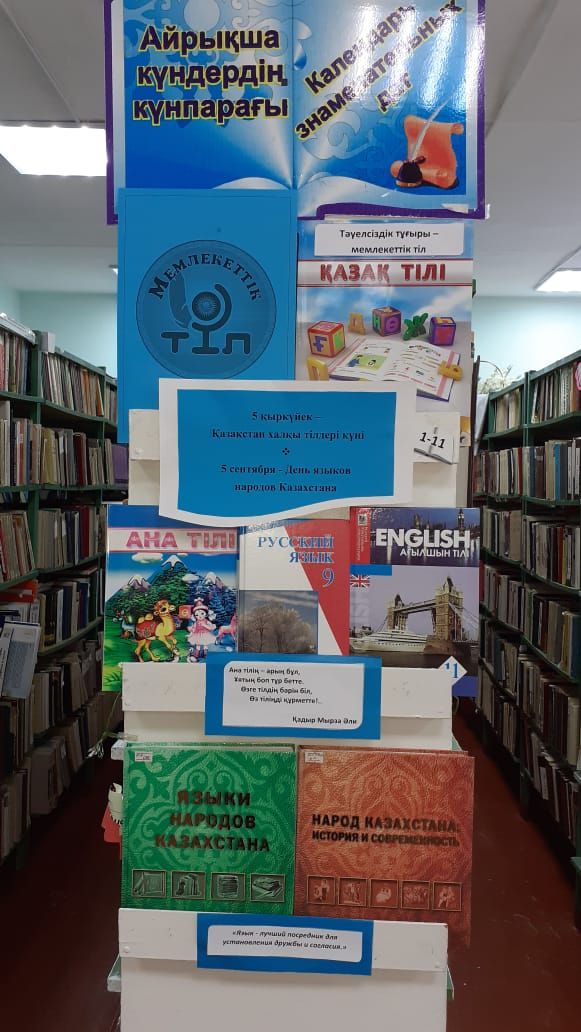 Айрықша
күндердің
күнпарағы
Календарь
знаменательных
дат
МЕМЛЕКЕТТІК
ТІЛ
Тәуелсіздік тұғыры –
мемлекеттік тіл
ҚАЗАҚ ТІЛІ
5 қыркүйек –
Қазақстан халқы тілдері күні
5 сентября - День языков
народов Казахстана
1-11
АНА ТІЛІ
РУССКИЙ
ЯЗЫК
9
ENGLISH
АҒЫЛШЫН ТІЛІ
11
Ана тілің – арың бұл,
Ұятың боп тұр бетте.
Өзге тілдің бәрін біл,
Өз тіліңді құрметте!..
Қадыр Мырза Әли
ЯЗЫКИ
НАРОДОВ
КАЗАХСТАНА
НАРОД КАЗАХСТАНА:
ИСТОРИЯ И СОВРЕМЕННОСТЬ
«Язык - лучший посредник для
установления дружбы и согласия.»